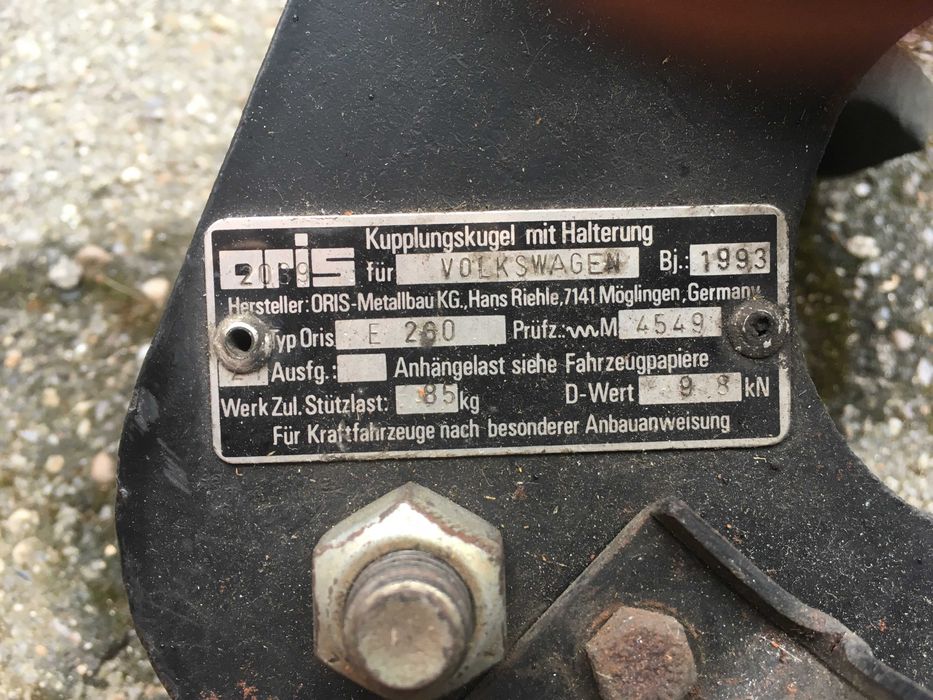 Kupplungskugel mit Halterung
oris für VOLKSWAGEN Bj.: 1993
Hersteller: ORIS-Metallbau KG., Hans Riehle, 7141 Möglingen, Germany
Typ Oris E 260 Prüfz.: M 4549
Ausfg.: Anhängelast siehe Fahrzeugpapiere
Werk Zul. Stützlast: 85 kg D-Wert 9 8 kN
Für Kraftfahrzeuge nach besonderer Anbauanweisung